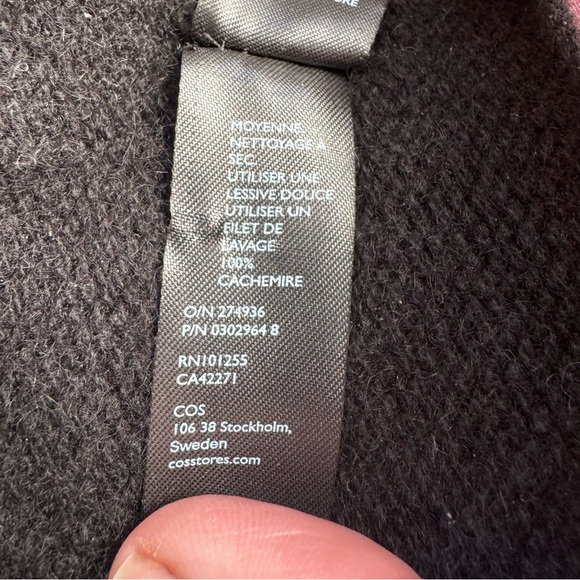 MOYENNE.
NETTOYAGE À
SEC.
UTILISER UNE
LESSIVE DOUCE
UTILISER UN
FILET DE
LAVAGE
100%
CACHEMIRE
O/N 274936
P/N 0302964 8
RN101255
CA42271
COS
106 38 Stockholm,
Sweden
cosstores.com